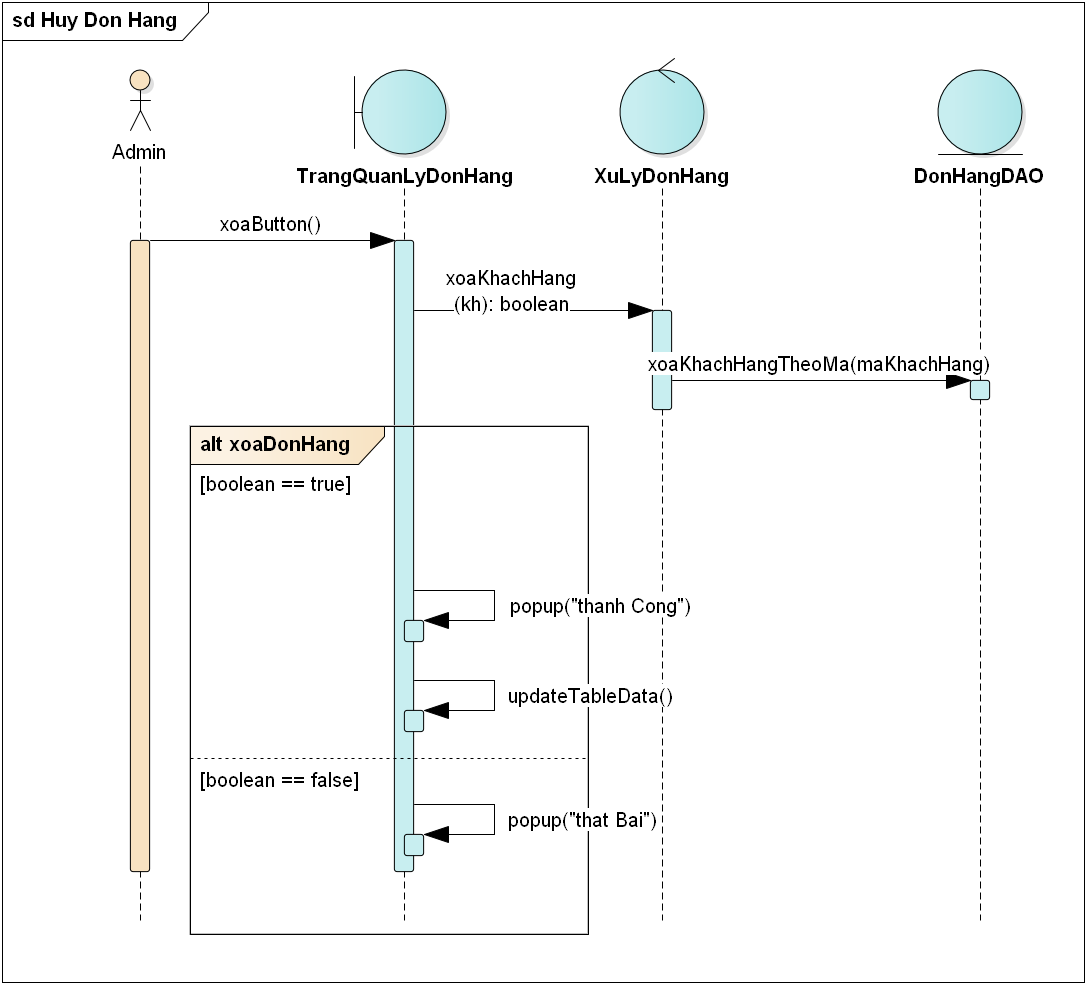 sd Huy Don Hang
Admin
TrangQuanLyDonHang
XuLyDonHang
DonHangDAO
xoaButton()
xoaKhachHang
(kh): boolean
xoaKhachHangTheoMa(maKhachHang)
alt xoaDonHang
[boolean == true]
popup("thanh Cong")
updateTableData()
[boolean == false]
popup("that Bai")